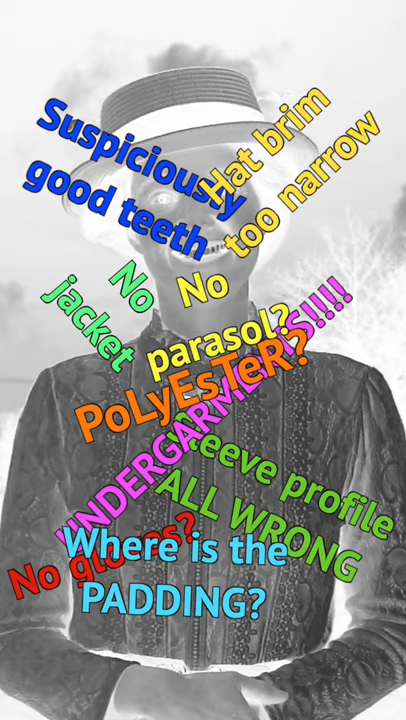 Suspiciously
good teeth
Hat brim
too narrow
No
jacket
No
parasol?
PoLyEsTeR?
UNDERGARMENTS!!!!
Sleeve profile
ALL WRONG
No gloves?
Where is the
PADDING?